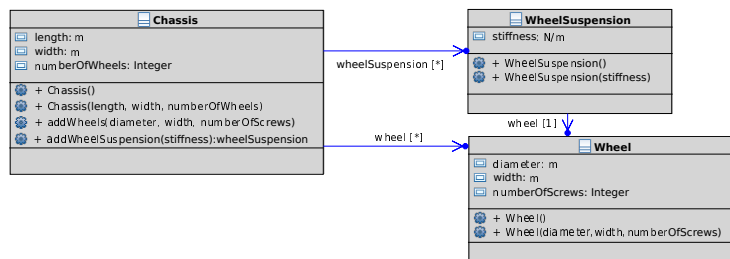 Chassis
length: m
width: m
numberOfWheels: Integer
+ Chassis()
+ Chassis(length, width, numberOfWheels)
+ addWheels(diameter, width, numberOfScrews)
+ addWheelSuspension(stiffness):wheelSuspension
wheelSuspension [*]
wheel [*]
WheelSuspension
stiffness: N/m
+ WheelSuspension()
+ WheelSuspension(stiffness)
wheel [1]
Wheel
diameter: m
width: m
numberOfScrews: Integer
+ Wheel()
+ Wheel(diameter, width, numberOfScrews)